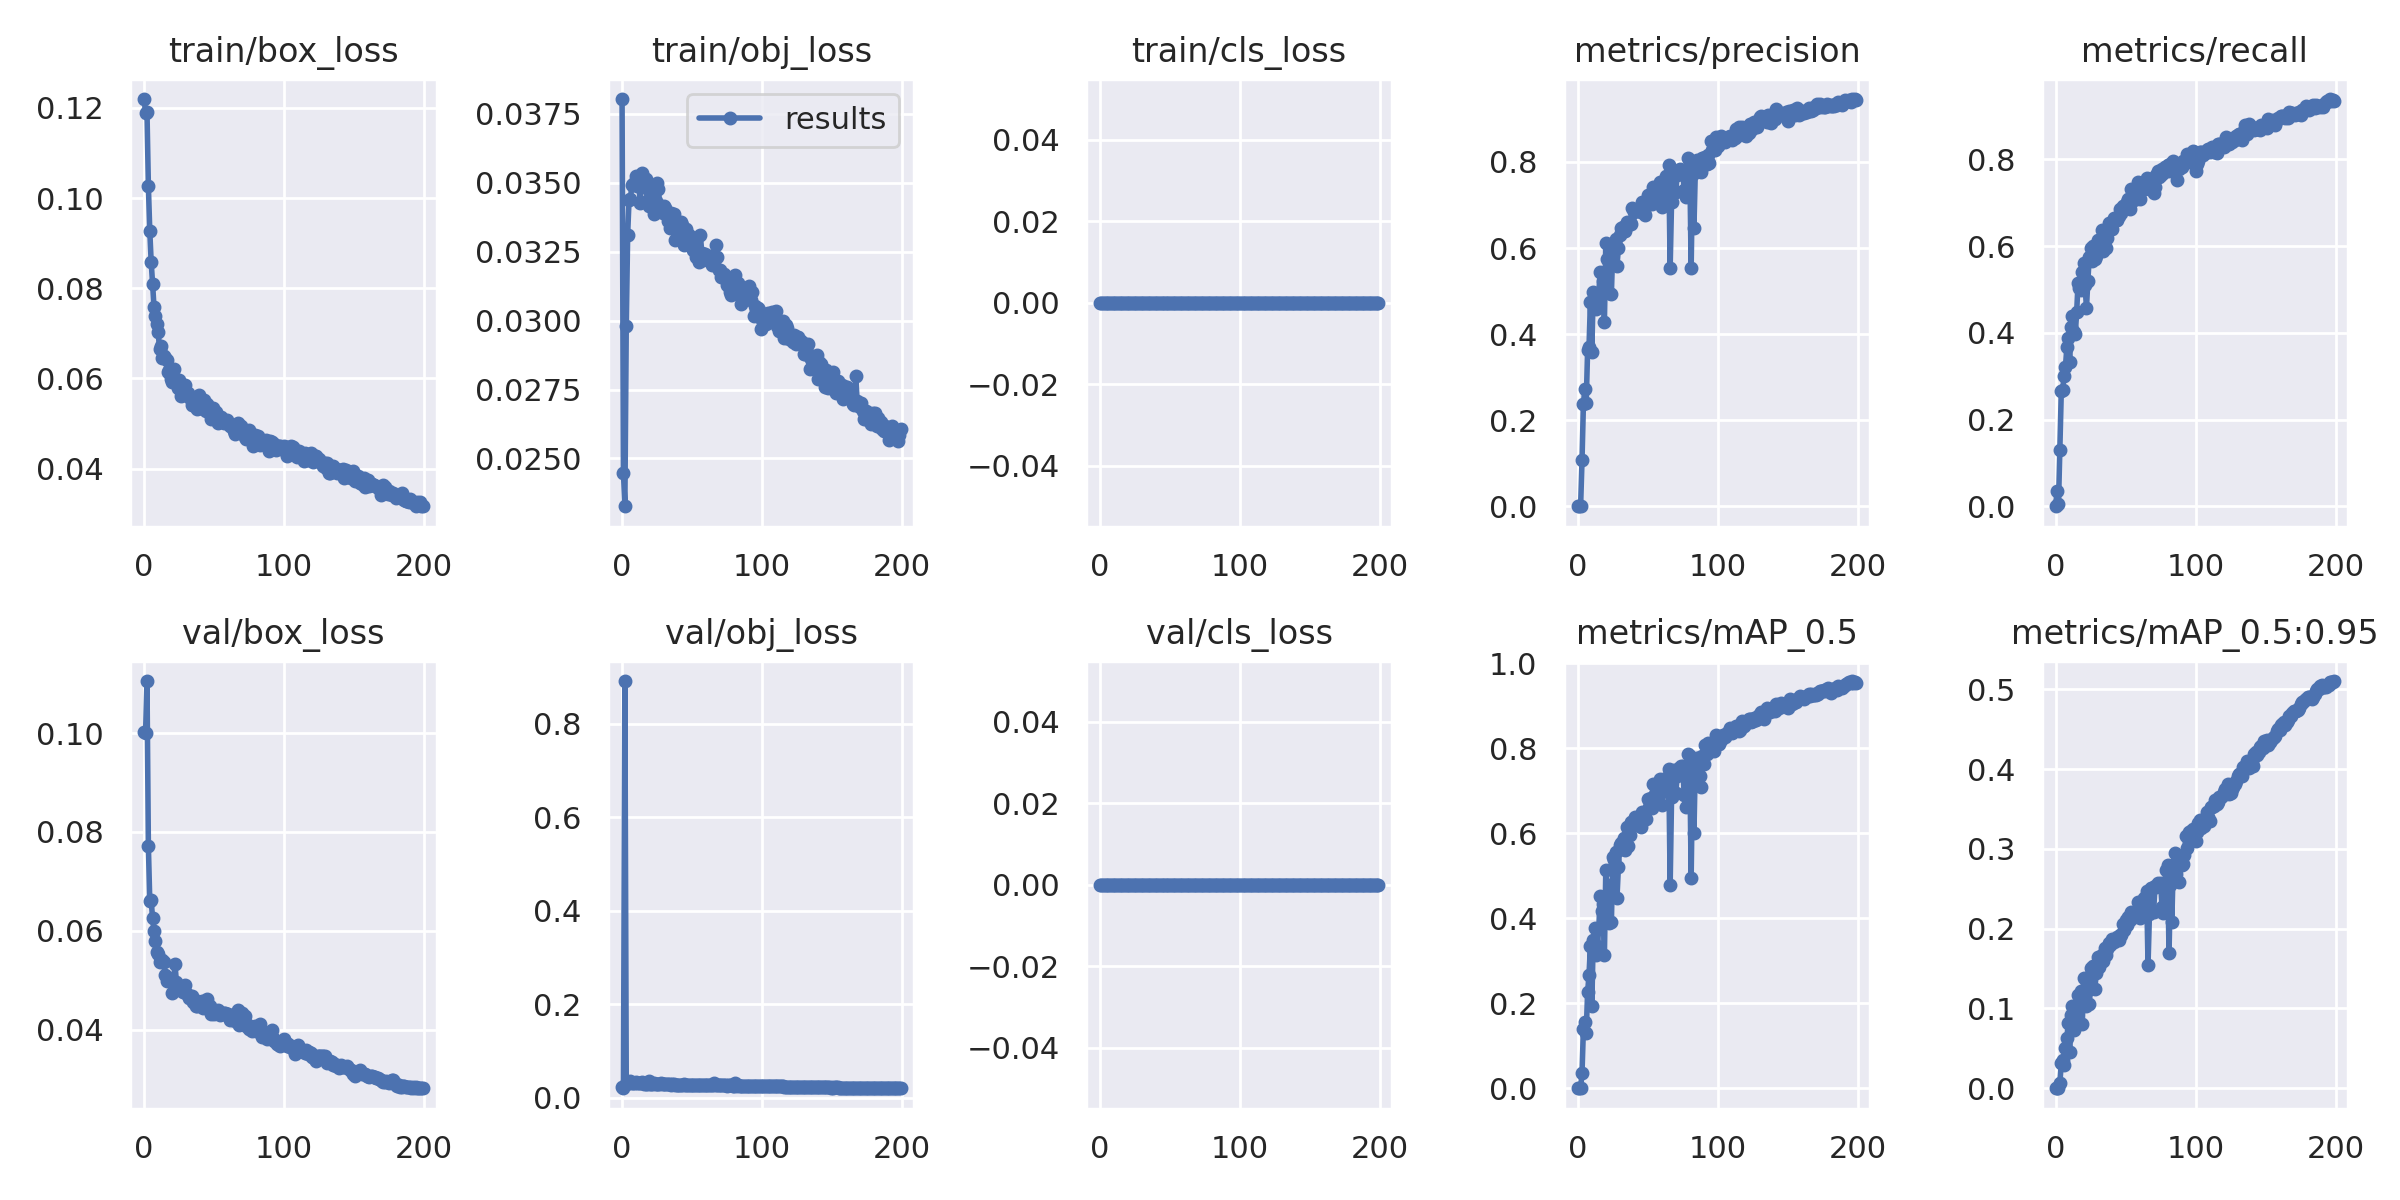 train/box_loss
0.12
0.10
0.08
0.06
0.04
0 100 200
train/obj_loss
results
0.0375
0.0350
0.0325
0.0300
0.0275
0.0250
0 100 200
train/cls_loss
0.04
0.02
0.00
−0.02
−0.04
0 100 200
metrics/precision
0.8
0.6
0.4
0.2
0.0
0 100 200
metrics/recall
0.8
0.6
0.4
0.2
0.0
0 100 200
val/box_loss
0.10
0.08
0.06
0.04
0 100 200
val/obj_loss
0.8
0.6
0.4
0.2
0.0
0 100 200
val/cls_loss
0.04
0.02
0.00
−0.02
−0.04
0 100 200
metrics/mAP_0.5
1.0
0.8
0.6
0.4
0.2
0.0
0 100 200
metrics/mAP_0.5:0.95
0.5
0.4
0.3
0.2
0.1
0.0
0 100 200